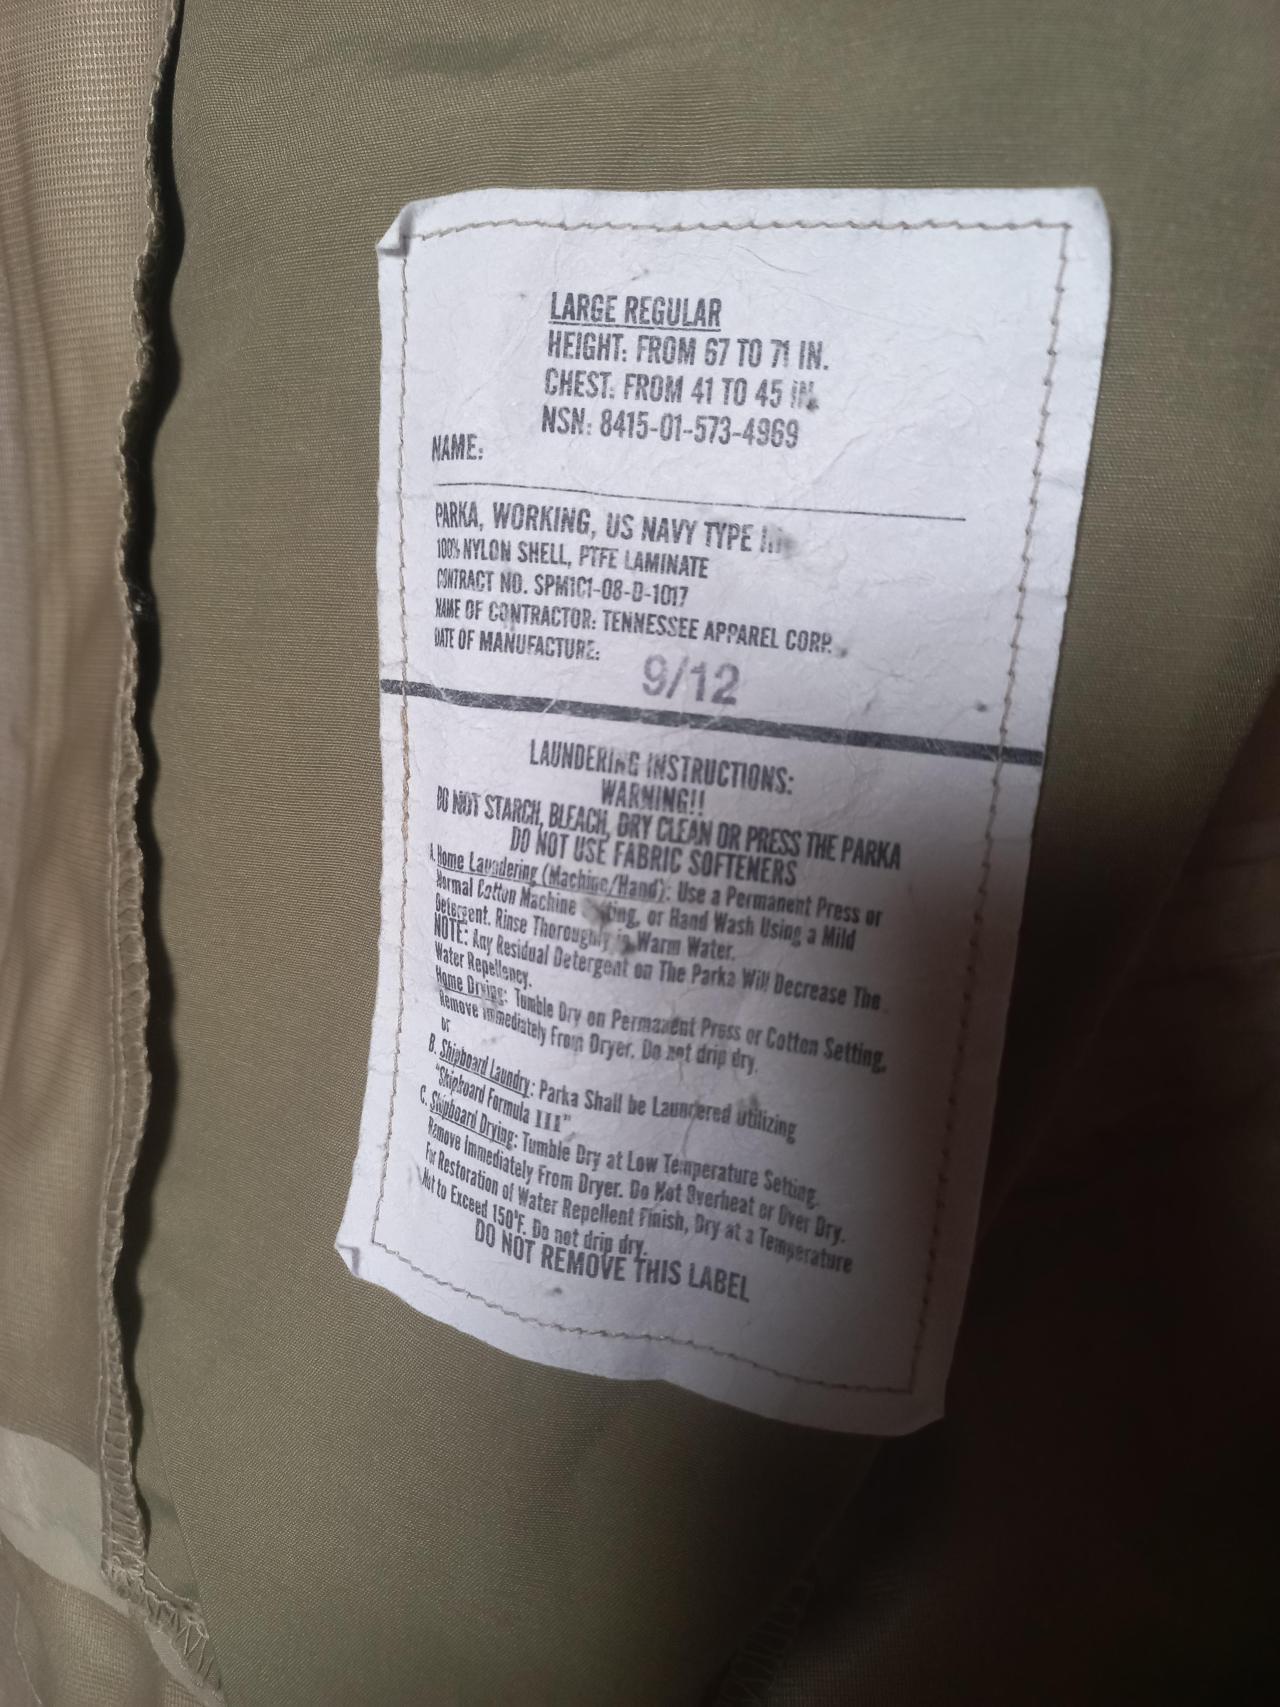 LARGE REGULAR
HEIGHT: FROM 67 TO 71 IN.
CHEST: FROM 41 TO 45 IN.
NSN: 8415-01-573-4969
NAME:
PARKA, WORKING, US NAVY TYPE
100% NYLON SHELL, PTFE LAMINATE
CONTRACT NO. SPM1C1-08-D-1017
NAME OF CONTRACTOR: TENNESSEE APPAREL CORP.
DATE OF MANUFACTURE:
9/12
LAUNDERING INSTRUCTIONS:
WARNING!!
DO NOT STARCH, BLEACH, DRY CLEAN OR PRESS THE PARKA
DO NOT USE FABRIC SOFTENERS
A. Home Laundering (Machine/Hand): Use a Permanent Press or
Normal Cotton Machine or Hand Wash Using a Mild
Detergent. Rinse Thoroughly in Warm Water.
NOTE: Any Residual Detergent on The Parka Will Decrease The
Water Repellency.
Home Drying: Tumble Dry on Permanent Press or Cotton Setting,
Remove Immediately From Dryer. Do not drip dry.
or
B. Shipboard Laundry: Parka Shall be Laundered Utilizing
"Shipboard Formula III"
C. Shipboard Drying: Tumble Dry at Low Temperature Setting.
Remove Immediately From Dryer. Do Not Overheat or Over Dry.
For Restoration of Water Repellent Finish, Dry at a Temperature
Not to Exceed 150°F. Do not drip dry.
DO NOT REMOVE THIS LABEL